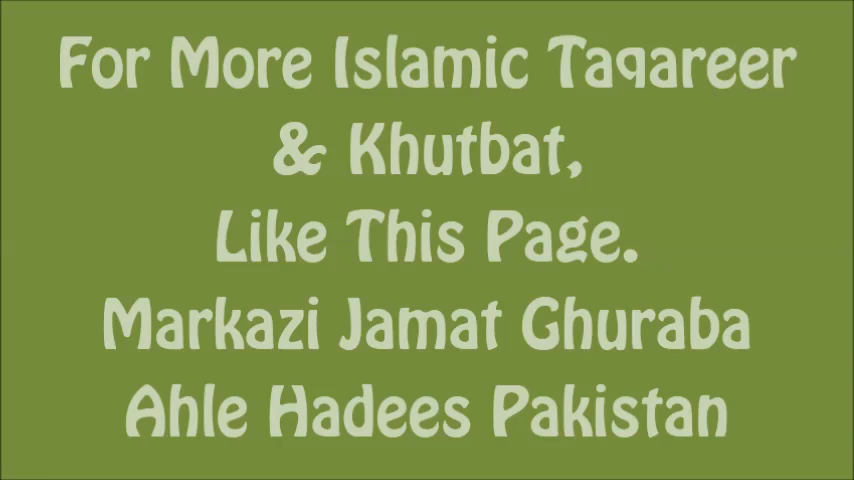 For More Islamic Taqareer
& Khutbat,
Like This Page.
Markazi Jamat Ghuraba
Ahle Hadees Pakistan